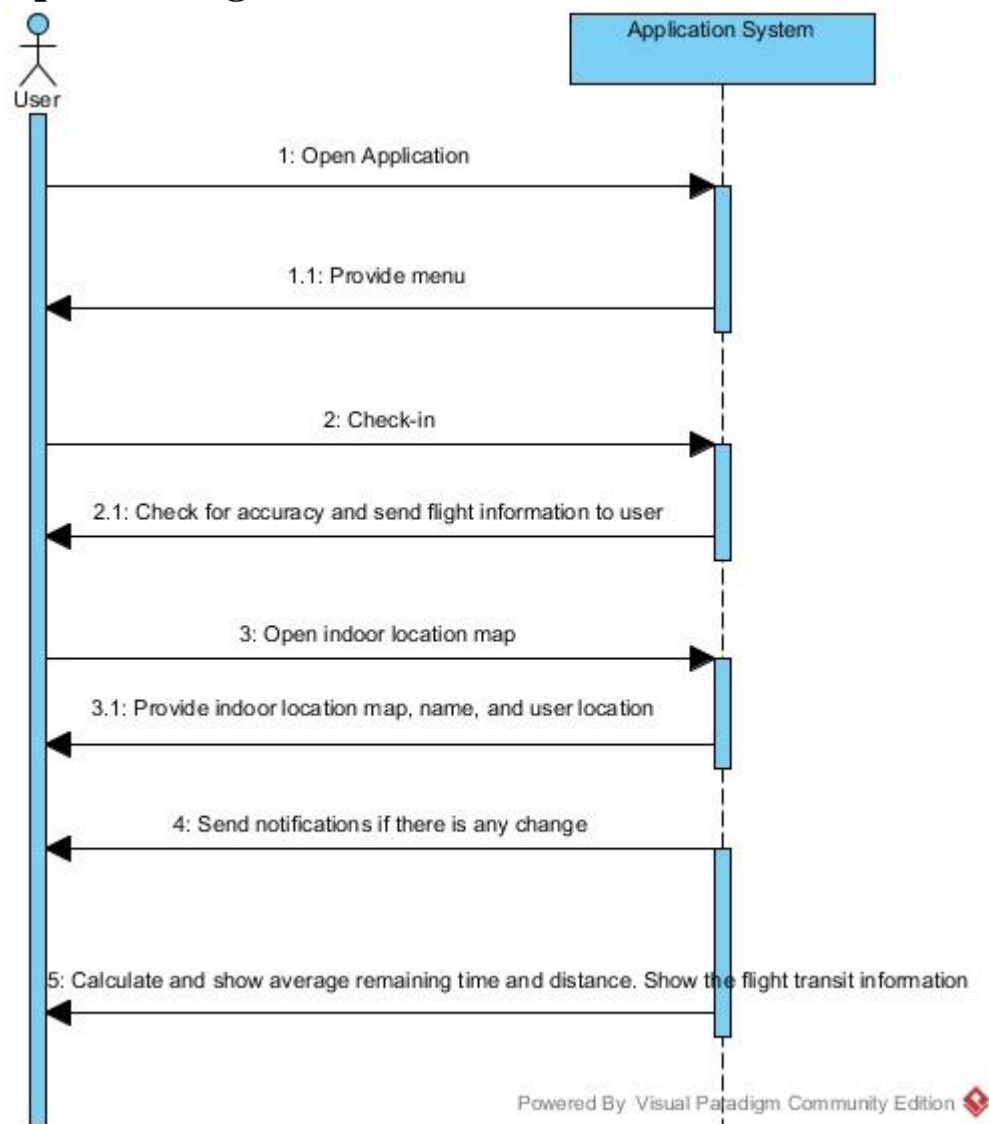 User
Application System
1: Open Application
1.1: Provide menu
2: Check-in
2.1: Check for accuracy and send flight information to user
3: Open indoor location map
3.1: Provide indoor location map, name, and user location
4: Send notifications if there is any change
5: Calculate and show average remaining time and distance. Show the flight transit information
Powered By Visual Paradigm Community Edition